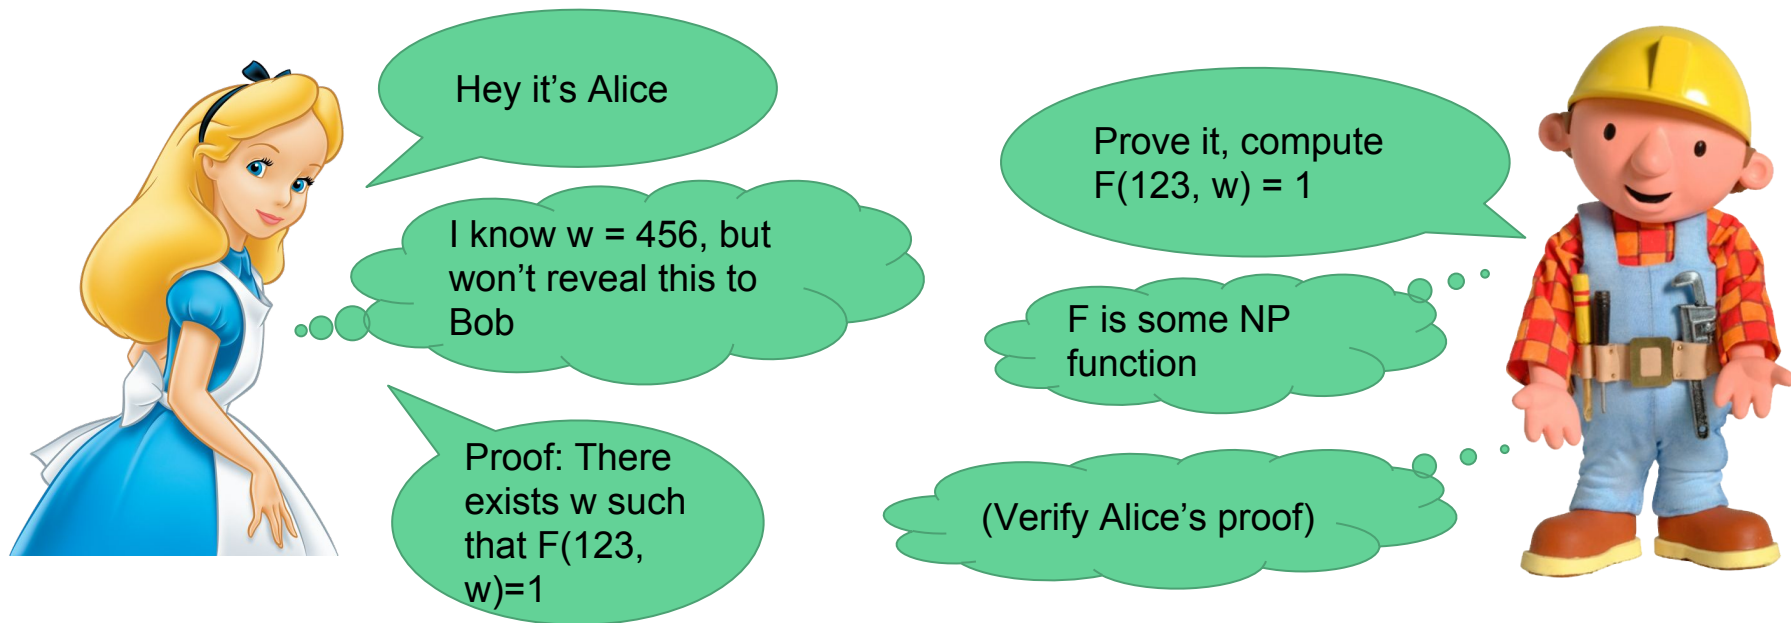 Hey it’s Alice
Prove it, compute
F(123, w) = 1
I know w = 456, but
won’t reveal this to
Bob
F is some NP
function
Proof: There
exists w such
that F(123,
w)=1
(Verify Alice’s proof)